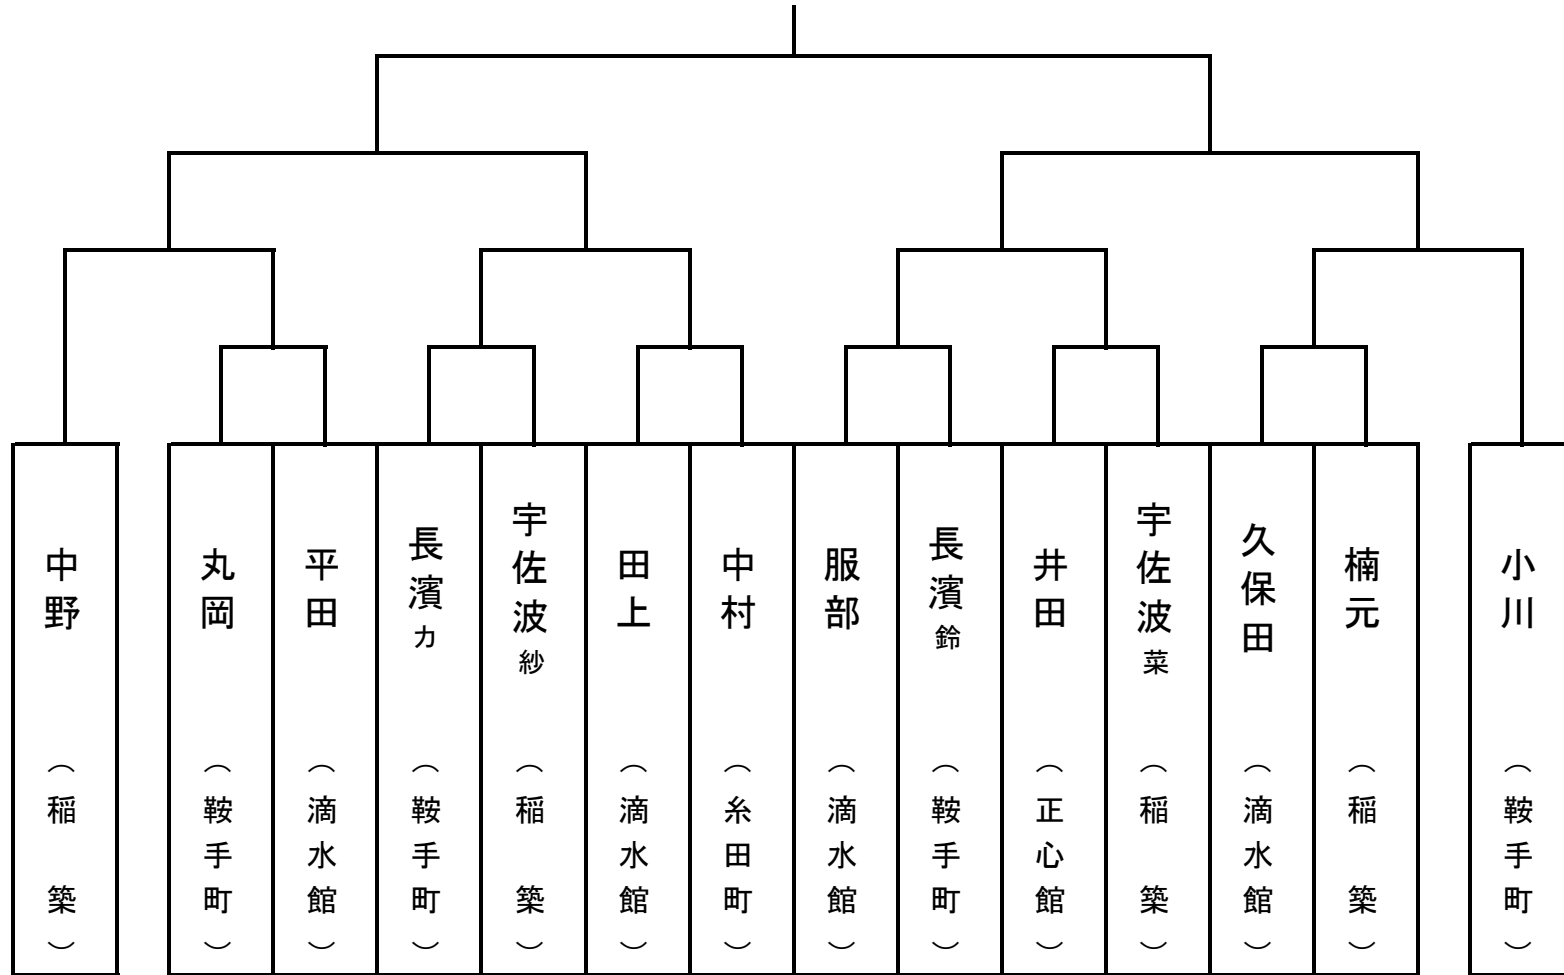 中野（稲築）
丸岡（鞍手町）
平田（滴水館）
長濱力（鞍手町）
宇佐波紗（稲築）
田上（滴水館）
中村（糸田町）
服部（滴水館）
長濱鈴（鞍手町）
井田（正心館）
宇佐波菜（稲築）
久保田（滴水館）
楠元（稲築）
小川（鞍手町）